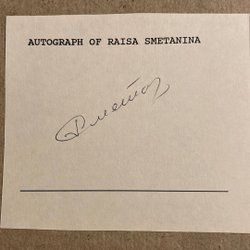 AUTOGRAPH OF RAISA SMETANINA